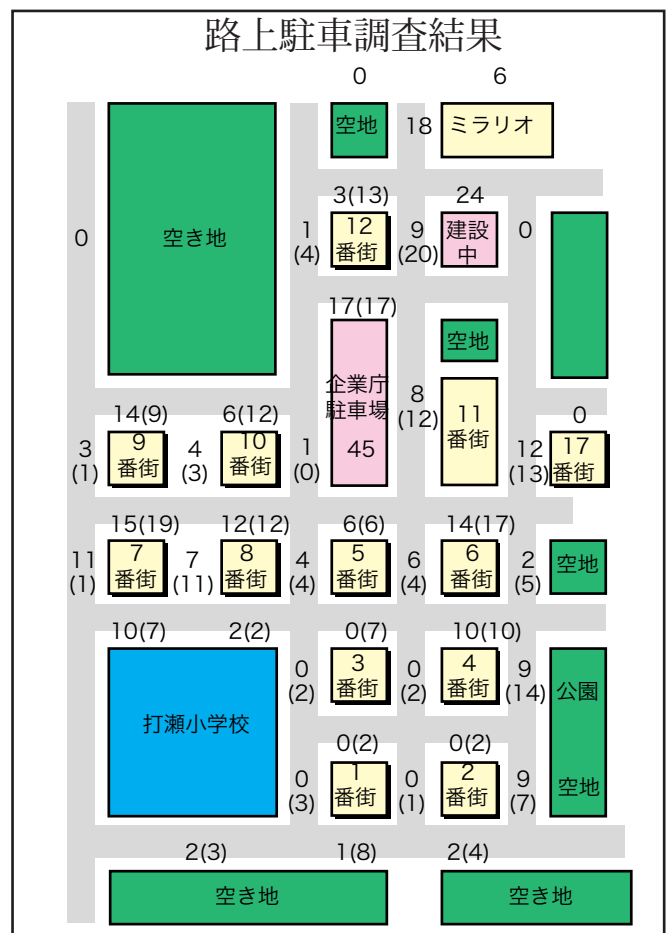 路上駐車調査結果
0 6
空地 18 ミラリオ
3(13) 24
0 空き地 1 12 9 建設 0
(4) 番街 (20) 中
17(17)
空地
企業庁 8
14(9) 6(12) 駐車場 (12) 11 0
3 9 4 10 1 45 番街 12 17
(1) 番街 (3) 番街 (0) (13) 番街
15(19) 12(12) 6(6) 14(17)
11 7 7 8 4 5 6 6 2 空地
(1) 番街 (11) 番街 (4) 番街 (4) 番街 (5)
10(7) 2(2) 0(7) 10(10)
0 3 0 4 9 公園
(2) 番街 (2) 番街 (14)
打瀬小学校
0(2) 0(2)
0 1 0 2 9 空地
(3) 番街 (1) 番街 (7)
2(3) 1(8) 2(4)
空き地 空き地